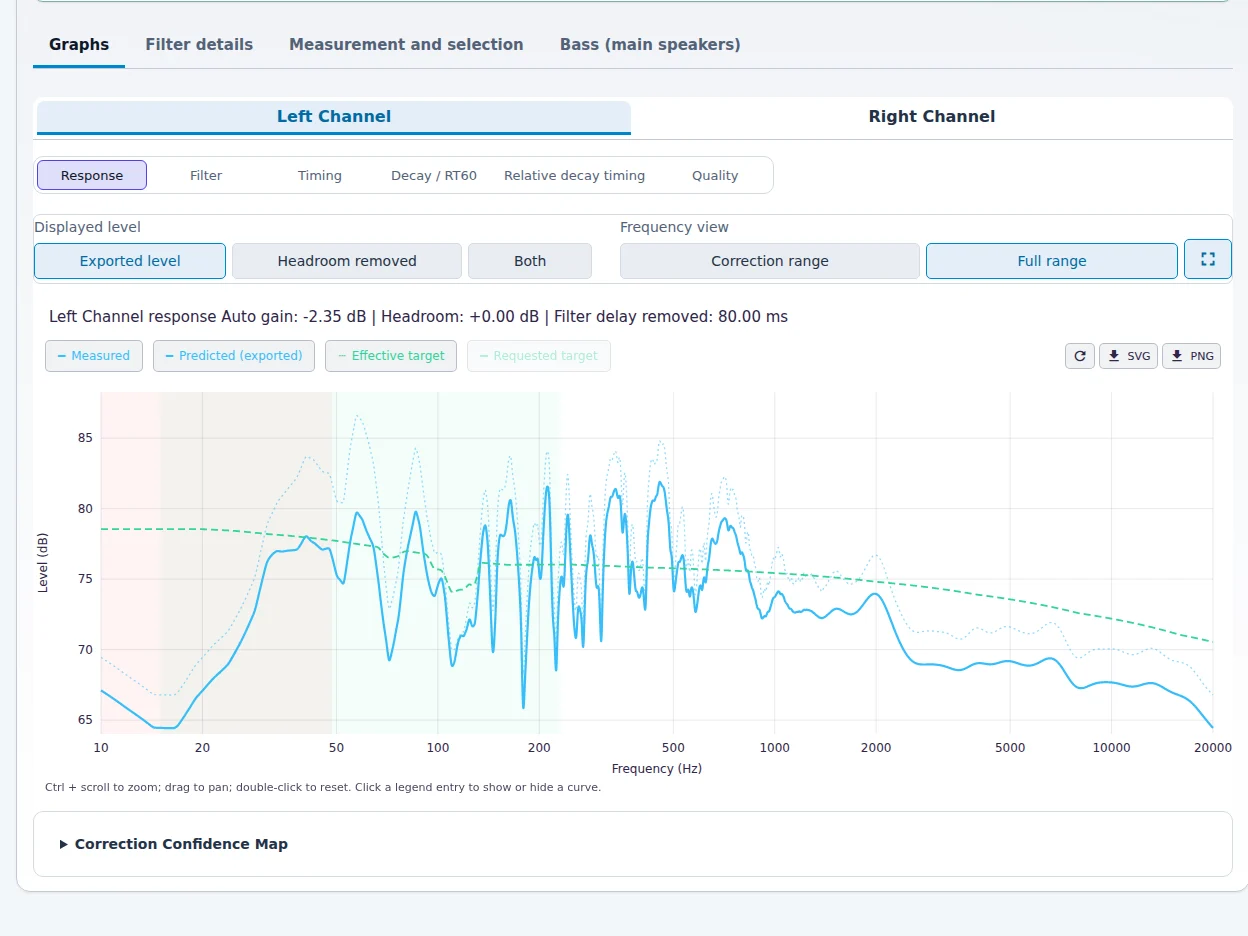 Graphs Filter details Measurement and selection Bass (main speakers)
Left Channel Right Channel
Response Filter Timing Decay / RT60 Relative decay timing Quality
Displayed level Frequency view
Exported level Headroom removed Both Correction range Full range
Left Channel response Auto gain: -2.35 dB | Headroom: +0.00 dB | Filter delay removed: 80.00 ms
Measured Predicted (exported) Effective target Requested target SVG PNG
85
80
75
70
65
Level (dB)
10 20 50 100 200 500 1000 2000 5000 10000 20000
Frequency (Hz)
Ctrl + scroll to zoom; drag to pan; double-click to reset. Click a legend entry to show or hide a curve.
Correction Confidence Map